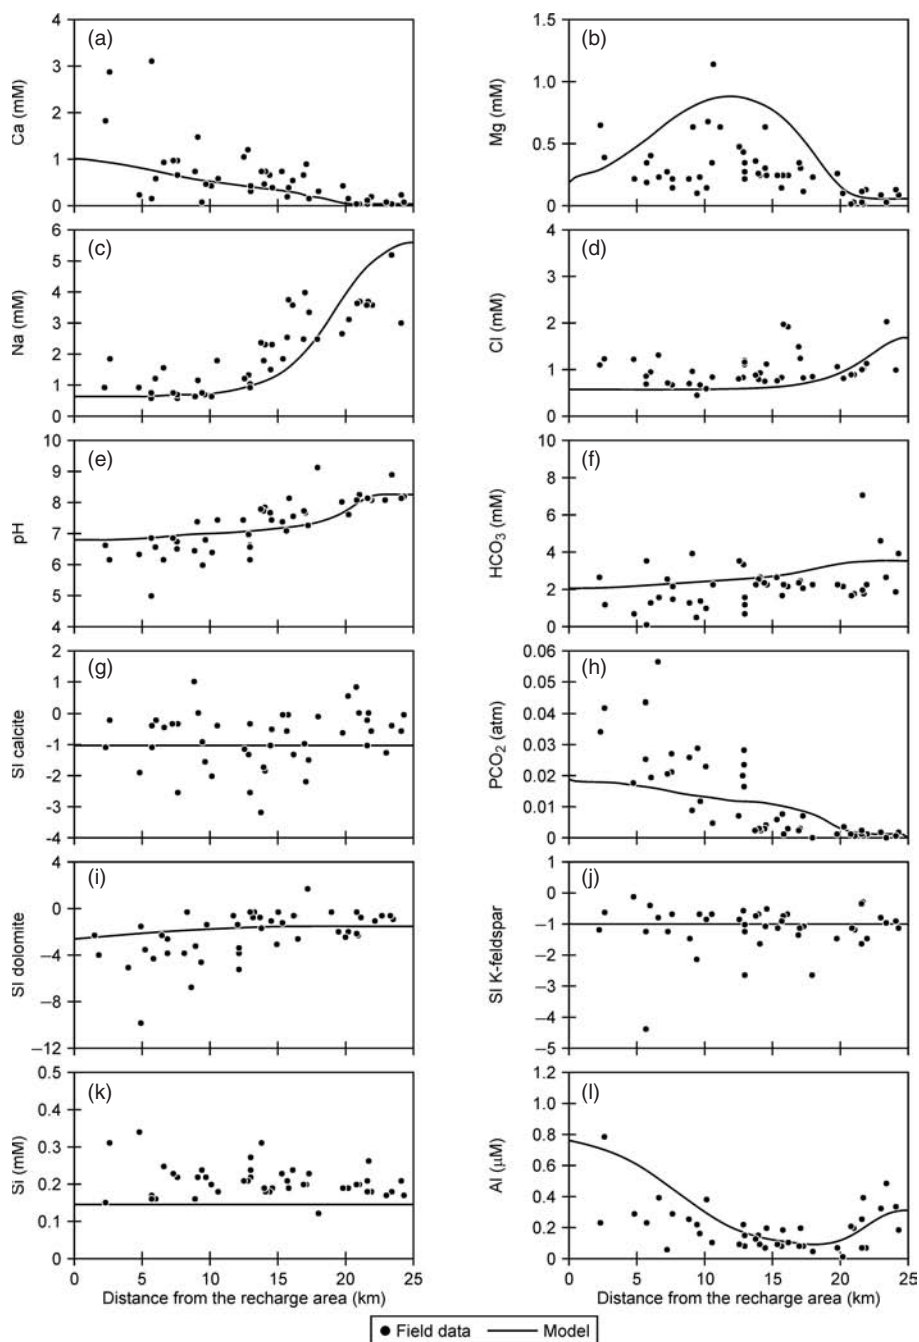 (a)
Ca (mM)
4
3
2
1
0
(b)
Mg (mM)
1.5
1.0
0.5
0
(c)
Na (mM)
6
5
4
3
2
1
0
(d)
Cl (mM)
4
3
2
1
0
(e)
pH
10
9
8
7
6
5
4
(f)
HCO3 (mM)
10
8
6
4
2
0
(g)
SI calcite
2
1
0
−1
−2
−3
−4
(h)
PCO2 (atm)
0.06
0.05
0.04
0.03
0.02
0.01
0
(i)
SI dolomite
4
0
−4
−8
−12
(j)
SI K-feldspar
1
0
−1
−2
−3
−4
−5
(k)
Si (mM)
0.5
0.4
0.3
0.2
0.1
0
0 5 10 15 20 25
Distance from the recharge area (km)
(l)
Al (µM)
1.2
1.0
0.8
0.6
0.4
0.2
0
0 5 10 15 20 25
Distance from the recharge area (km)
Field data Model